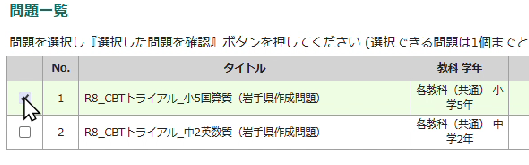 問題一覧
問題を選択し『選択した問題を確認』ボタンを押してください (選択できる問題は1個までと
No. タイトル 教科 学年
1 R8_CBTトライアル_小5国算質（岩手県作成問題） 各教科（共通） 小
学5年
2 R8_CBTトライアル_中2英数質（岩手県作成問題） 各教科（共通） 中
学2年